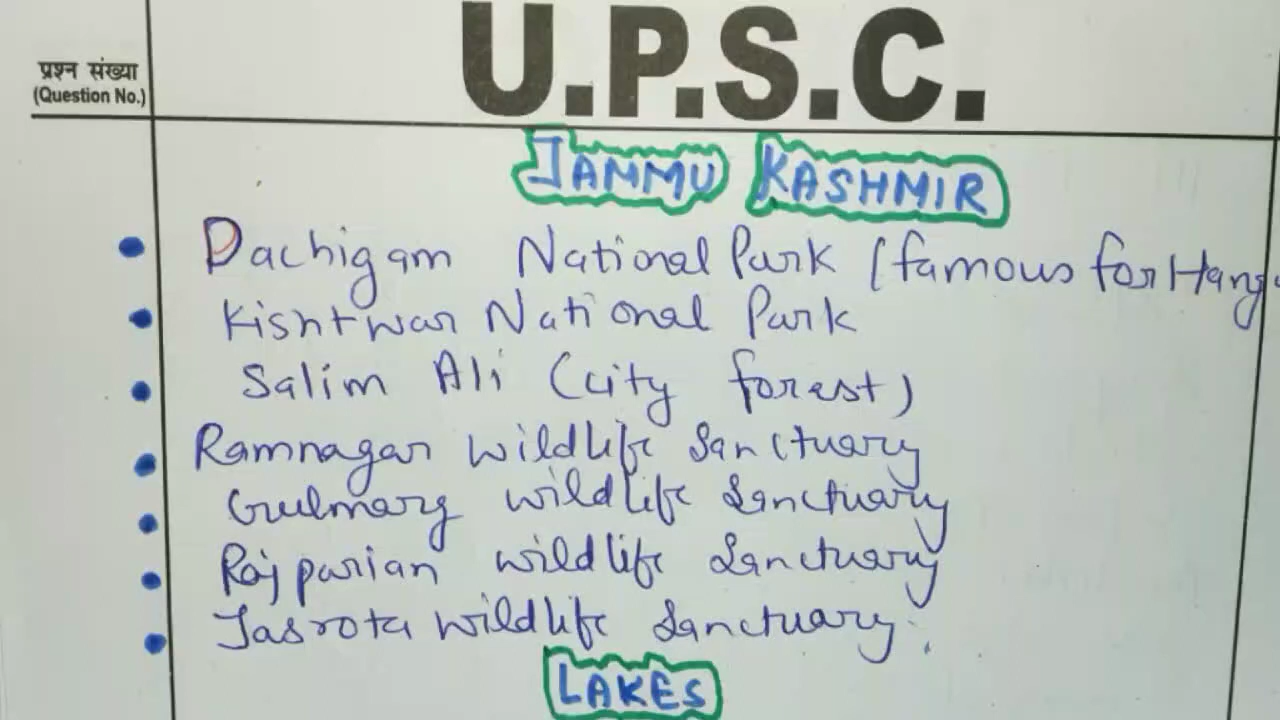 U.P.S.C.
प्रश्न संख्या
(Question No.)
JAMMU KASHMIR
Dachigam National Park (famous for
Kishtwar National Park
Salim Ali (city forest)
Ramnagar wildlife Sanctuary
Gulmarg wildlife Sanctuary
Rajparian wildlife Sanctuary
Jasrota wildlife Sanctuary.
LAKES